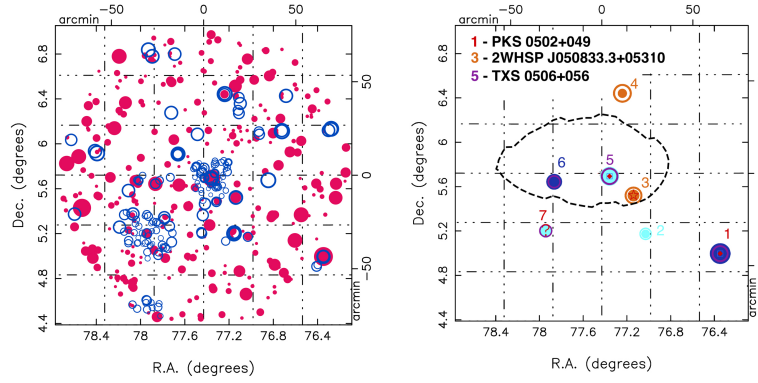 arcmin −50 0 50
6.8 6.4 6 5.6 5.2 4.8 4.4
Dec. (degrees)
50 0 −50
arcmin
78.4 78 77.6 77.2 76.8 76.4
R.A. (degrees)
arcmin −50 0 50
1 - PKS 0502+049
3 - 2WHSP J050833.3+05310
5 - TXS 0506+056
6.8 6.4 6 5.6 5.2 4.8 4.4
Dec. (degrees)
4
6 5
3
7 2
?
1
50 0 −50
arcmin
78.4 78 77.6 77.2 76.8 76.4
R.A. (degrees)